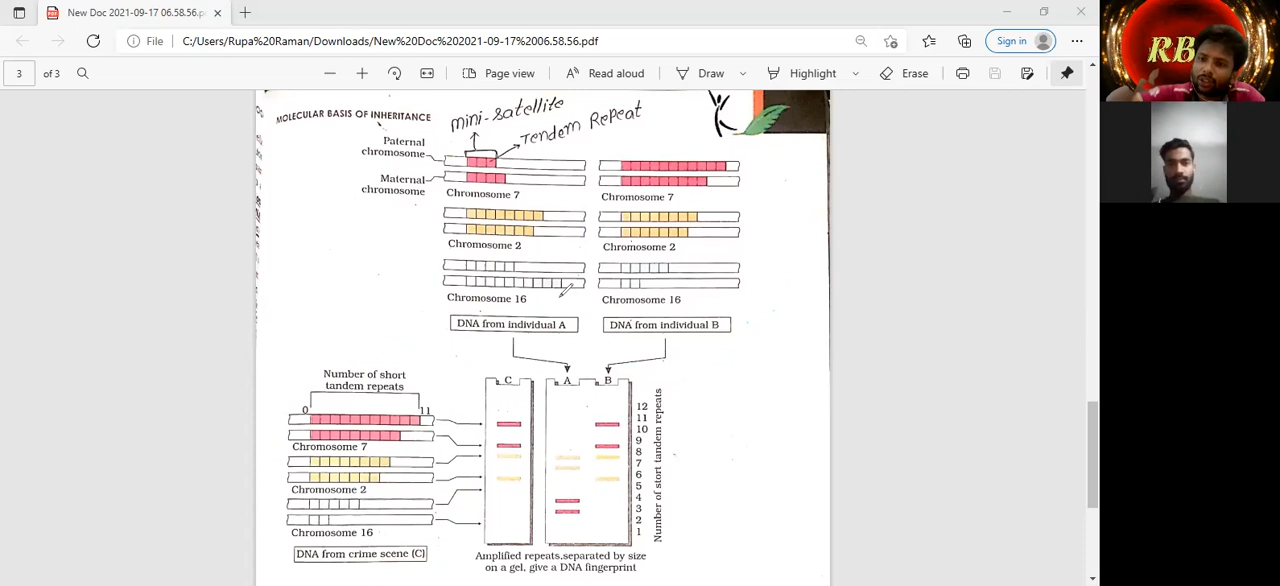 New Doc 2021-09-17 06.58.56.p
File
C:/Users/Rupa%20Raman/Downloads/New%20Doc%202021-09-17%2006.58.56.pdf
Sign in
3 of 3
Page view
Read aloud
Draw
Highlight
Erase
RB
MOLECULAR BASIS OF INHERITANCE
mini-satellite
Tendem Repeat
Paternal
chromosome
Maternal
chromosome
Chromosome 7
Chromosome 7
Chromosome 2
Chromosome 2
Chromosome 16
Chromosome 16
DNA from individual A
DNA from individual B
Number of short
tandem repeats
0 11
Chromosome 7
Chromosome 2
Chromosome 16
DNA from crime scene (C)
C A B
12
11
10
9
8
7
6
5
4
3
2
1
Number of stort tandem repeats
Amplified repeats, separated by size
on a gel, give a DNA fingerprint